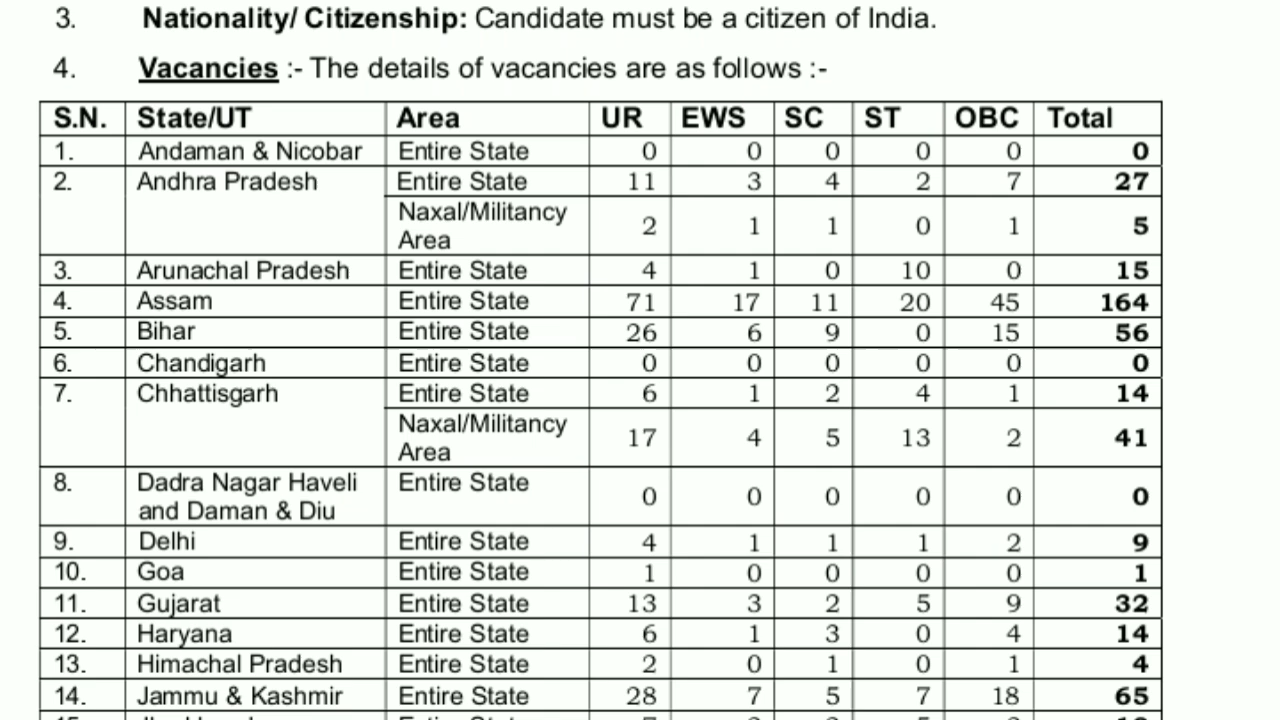 3. Nationality/ Citizenship: Candidate must be a citizen of India.
4. Vacancies :- The details of vacancies are as follows :-
S.N. State/UT Area UR EWS SC ST OBC Total
1. Andaman & Nicobar Entire State 0 0 0 0 0 0
2. Andhra Pradesh Entire State 11 3 4 2 7 27
Naxal/Militancy
Area 2 1 1 0 1 5
3. Arunachal Pradesh Entire State 4 1 0 10 0 15
4. Assam Entire State 71 17 11 20 45 164
5. Bihar Entire State 26 6 9 0 15 56
6. Chandigarh Entire State 0 0 0 0 0 0
7. Chhattisgarh Entire State 6 1 2 4 1 14
Naxal/Militancy
Area 17 4 5 13 2 41
8. Dadra Nagar Haveli Entire State
and Daman & Diu 0 0 0 0 0 0
9. Delhi Entire State 4 1 1 1 2 9
10. Goa Entire State 1 0 0 0 0 1
11. Gujarat Entire State 13 3 2 5 9 32
12. Haryana Entire State 6 1 3 0 4 14
13. Himachal Pradesh Entire State 2 0 1 0 1 4
14. Jammu & Kashmir Entire State 28 7 5 7 18 65